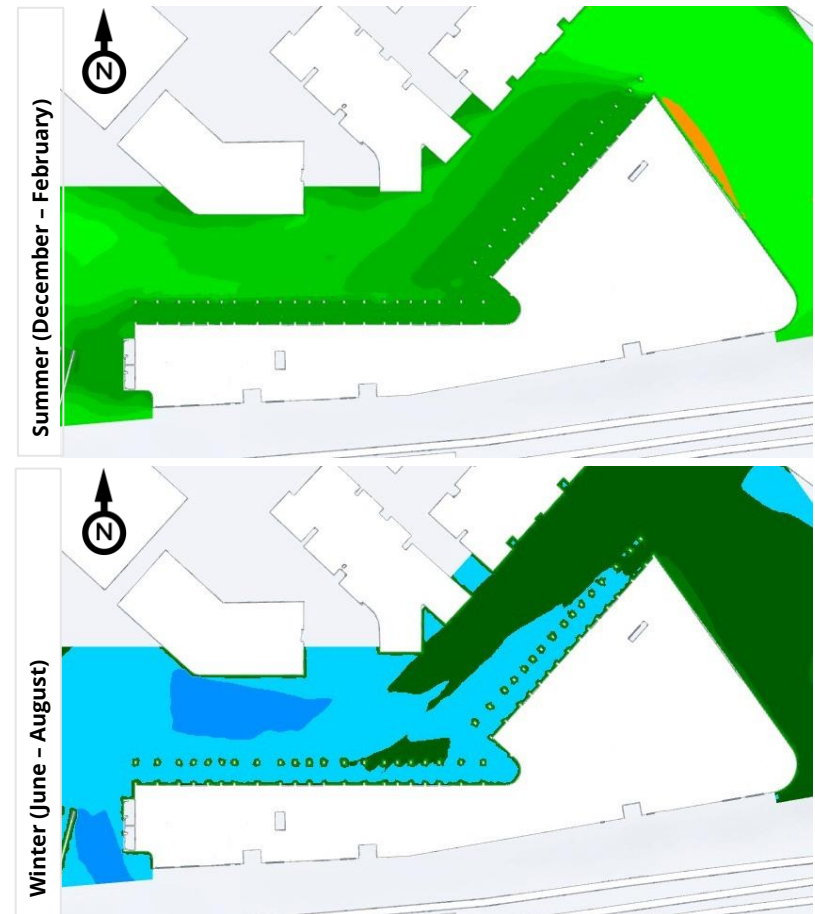 N
Summer (December – February)
N
Winter (June – August)